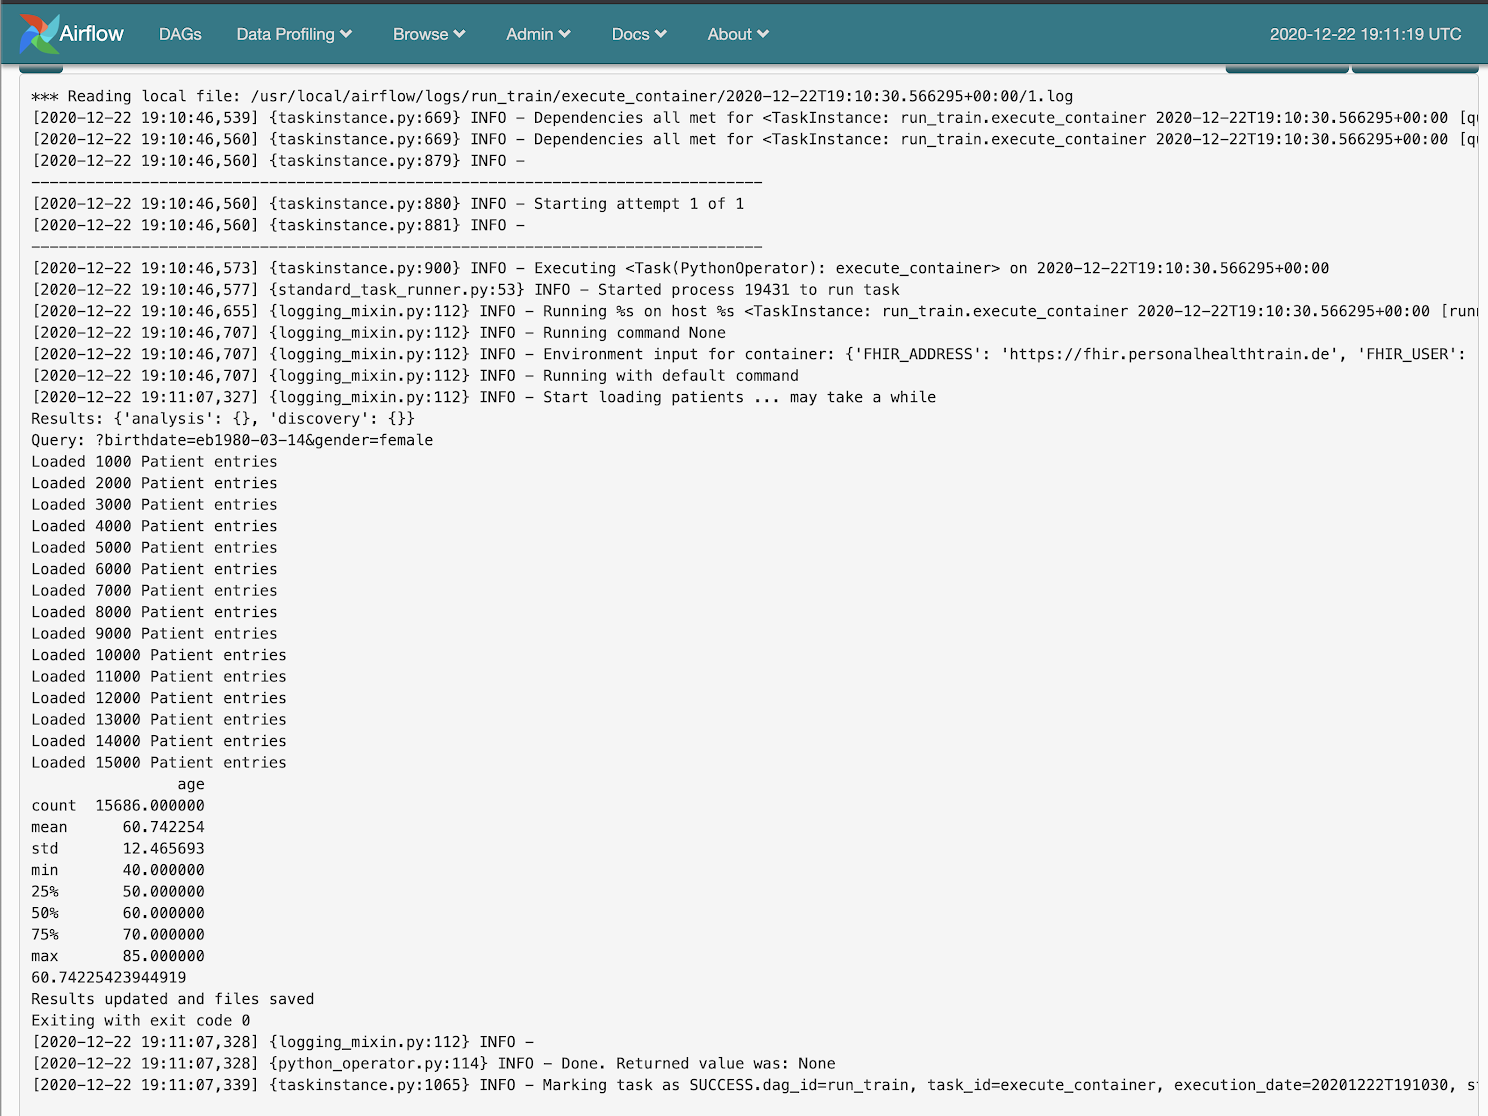 Airflow DAGs Data Profiling Browse Admin Docs About 2020-12-22 19:11:19 UTC
*** Reading local file: /usr/local/airflow/logs/run_train/execute_container/2020-12-22T19:10:30.566295+00:00/1.log
[2020-12-22 19:10:46,539] {taskinstance.py:669} INFO - Dependencies all met for <TaskInstance: run_train.execute_container 2020-12-22T19:10:30.566295+00:00 [qu
[2020-12-22 19:10:46,560] {taskinstance.py:669} INFO - Dependencies all met for <TaskInstance: run_train.execute_container 2020-12-22T19:10:30.566295+00:00 [qu
[2020-12-22 19:10:46,560] {taskinstance.py:879} INFO -
--------------------------------------------------------------------------------
[2020-12-22 19:10:46,560] {taskinstance.py:880} INFO - Starting attempt 1 of 1
[2020-12-22 19:10:46,560] {taskinstance.py:881} INFO -
--------------------------------------------------------------------------------
[2020-12-22 19:10:46,573] {taskinstance.py:900} INFO - Executing <Task(PythonOperator): execute_container> on 2020-12-22T19:10:30.566295+00:00
[2020-12-22 19:10:46,577] {standard_task_runner.py:53} INFO - Started process 19431 to run task
[2020-12-22 19:10:46,655] {logging_mixin.py:112} INFO - Running %s on host %s <TaskInstance: run_train.execute_container 2020-12-22T19:10:30.566295+00:00 [runn
[2020-12-22 19:10:46,707] {logging_mixin.py:112} INFO - Running command None
[2020-12-22 19:10:46,707] {logging_mixin.py:112} INFO - Environment input for container: {'FHIR_ADDRESS': 'https://fhir.personalhealthtrain.de', 'FHIR_USER':
[2020-12-22 19:10:46,707] {logging_mixin.py:112} INFO - Running with default command
[2020-12-22 19:11:07,327] {logging_mixin.py:112} INFO - Start loading patients ... may take a while
Results: {'analysis': {}, 'discovery': {}}
Query: ?birthdate=eb1980-03-14&gender=female
Loaded 1000 Patient entries
Loaded 2000 Patient entries
Loaded 3000 Patient entries
Loaded 4000 Patient entries
Loaded 5000 Patient entries
Loaded 6000 Patient entries
Loaded 7000 Patient entries
Loaded 8000 Patient entries
Loaded 9000 Patient entries
Loaded 10000 Patient entries
Loaded 11000 Patient entries
Loaded 12000 Patient entries
Loaded 13000 Patient entries
Loaded 14000 Patient entries
Loaded 15000 Patient entries
age
count 15686.000000
mean 60.742254
std 12.465693
min 40.000000
25% 50.000000
50% 60.000000
75% 70.000000
max 85.000000
60.74225423944919
Results updated and files saved
Exiting with exit code 0
[2020-12-22 19:11:07,328] {logging_mixin.py:112} INFO -
[2020-12-22 19:11:07,328] {python_operator.py:114} INFO - Done. Returned value was: None
[2020-12-22 19:11:07,339] {taskinstance.py:1065} INFO - Marking task as SUCCESS.dag_id=run_train, task_id=execute_container, execution_date=20201222T191030, s